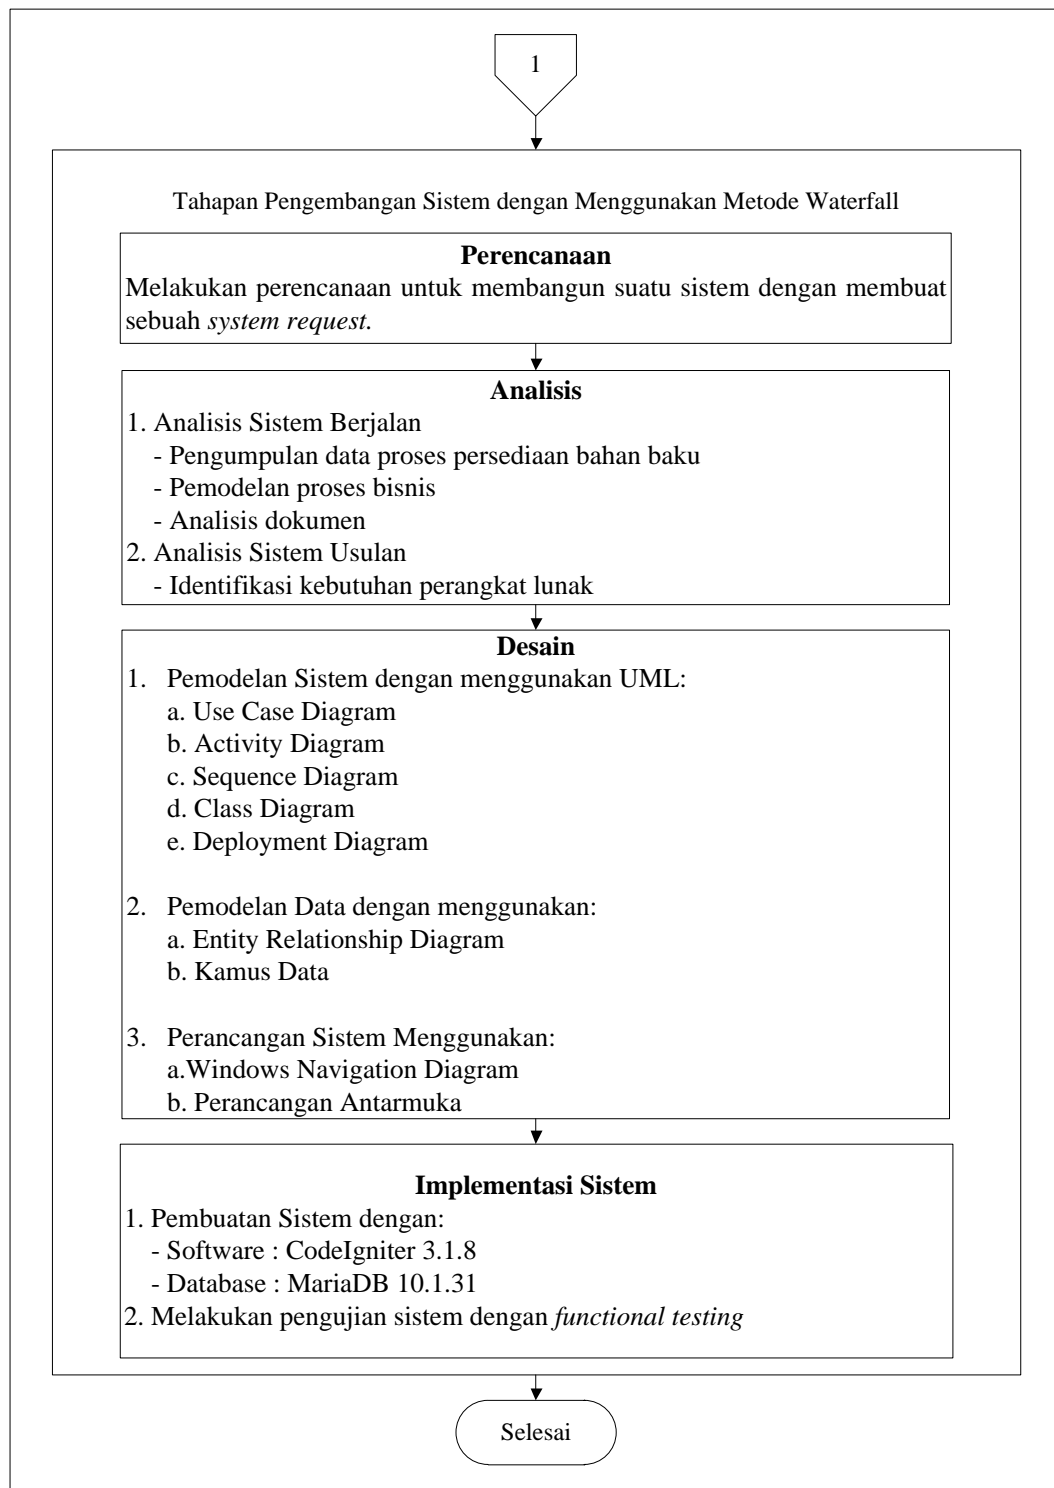 1
Tahapan Pengembangan Sistem dengan Menggunakan Metode Waterfall
Perencanaan
Melakukan perencanaan untuk membangun suatu sistem dengan membuat
sebuah system request.
Analisis
1. Analisis Sistem Berjalan
- Pengumpulan data proses persediaan bahan baku
- Pemodelan proses bisnis
- Analisis dokumen
2. Analisis Sistem Usulan
- Identifikasi kebutuhan perangkat lunak
Desain
1. Pemodelan Sistem dengan menggunakan UML:
a. Use Case Diagram
b. Activity Diagram
c. Sequence Diagram
d. Class Diagram
e. Deployment Diagram
2. Pemodelan Data dengan menggunakan:
a. Entity Relationship Diagram
b. Kamus Data
3. Perancangan Sistem Menggunakan:
a.Windows Navigation Diagram
b. Perancangan Antarmuka
Implementasi Sistem
1. Pembuatan Sistem dengan:
- Software : CodeIgniter 3.1.8
- Database : MariaDB 10.1.31
2. Melakukan pengujian sistem dengan functional testing
Selesai